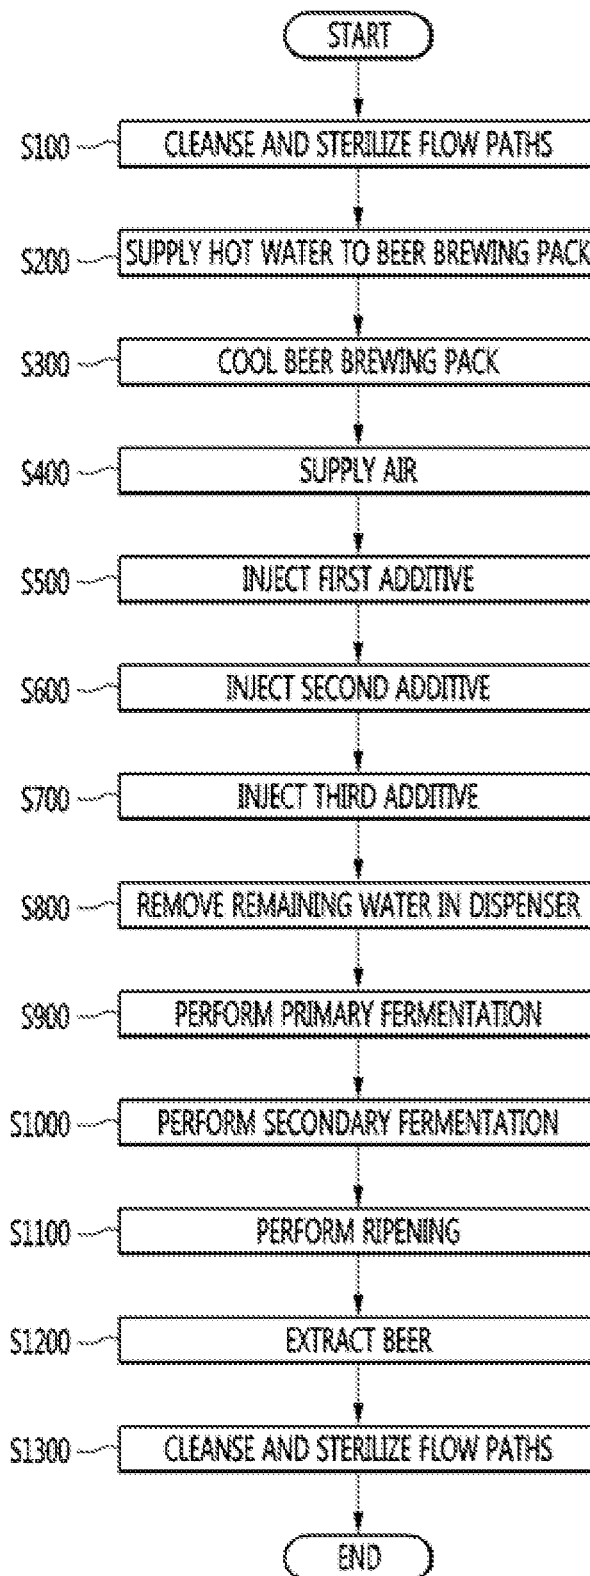 START
S100 CLEANSE AND STERILIZE FLOW PATHS
S200 SUPPLY HOT WATER TO BEER BREWING PACK
S300 COOL BEER BREWING PACK
S400 SUPPLY AIR
S500 INJECT FIRST ADDITIVE
S600 INJECT SECOND ADDITIVE
S700 INJECT THIRD ADDITIVE
S800 REMOVE REMAINING WATER IN DISPENSER
S900 PERFORM PRIMARY FERMENTATION
S1000 PERFORM SECONDARY FERMENTATION
S1100 PERFORM RIPENING
S1200 EXTRACT BEER
S1300 CLEANSE AND STERILIZE FLOW PATHS
END